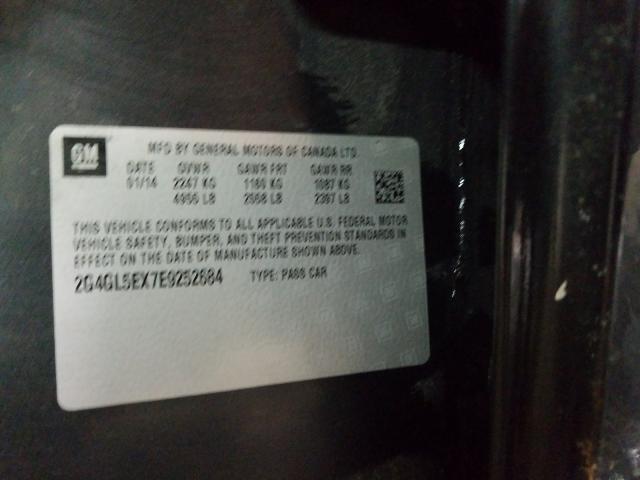 GM
MFD BY GENERAL MOTORS OF CANADA LTD.
DATE GVWR GAWR FRT GAWR RR
01/14 2247 KG 1160 KG 1087 KG
4955 LB 2558 LB 2397 LB
THIS VEHICLE CONFORMS TO ALL APPLICABLE U.S. FEDERAL MOTOR
VEHICLE SAFETY, BUMPER, AND THEFT PREVENTION STANDARDS IN
EFFECT ON THE DATE OF MANUFACTURE SHOWN ABOVE.
2G4GL5EX7E9252684 TYPE: PASS CAR